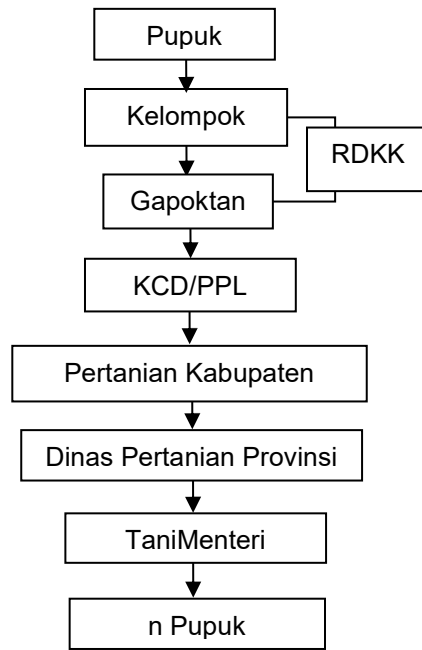 Pupuk
Kelompok
RDKK
Gapoktan
KCD/PPL
Pertanian Kabupaten
Dinas Pertanian Provinsi
TaniMenteri
n Pupuk